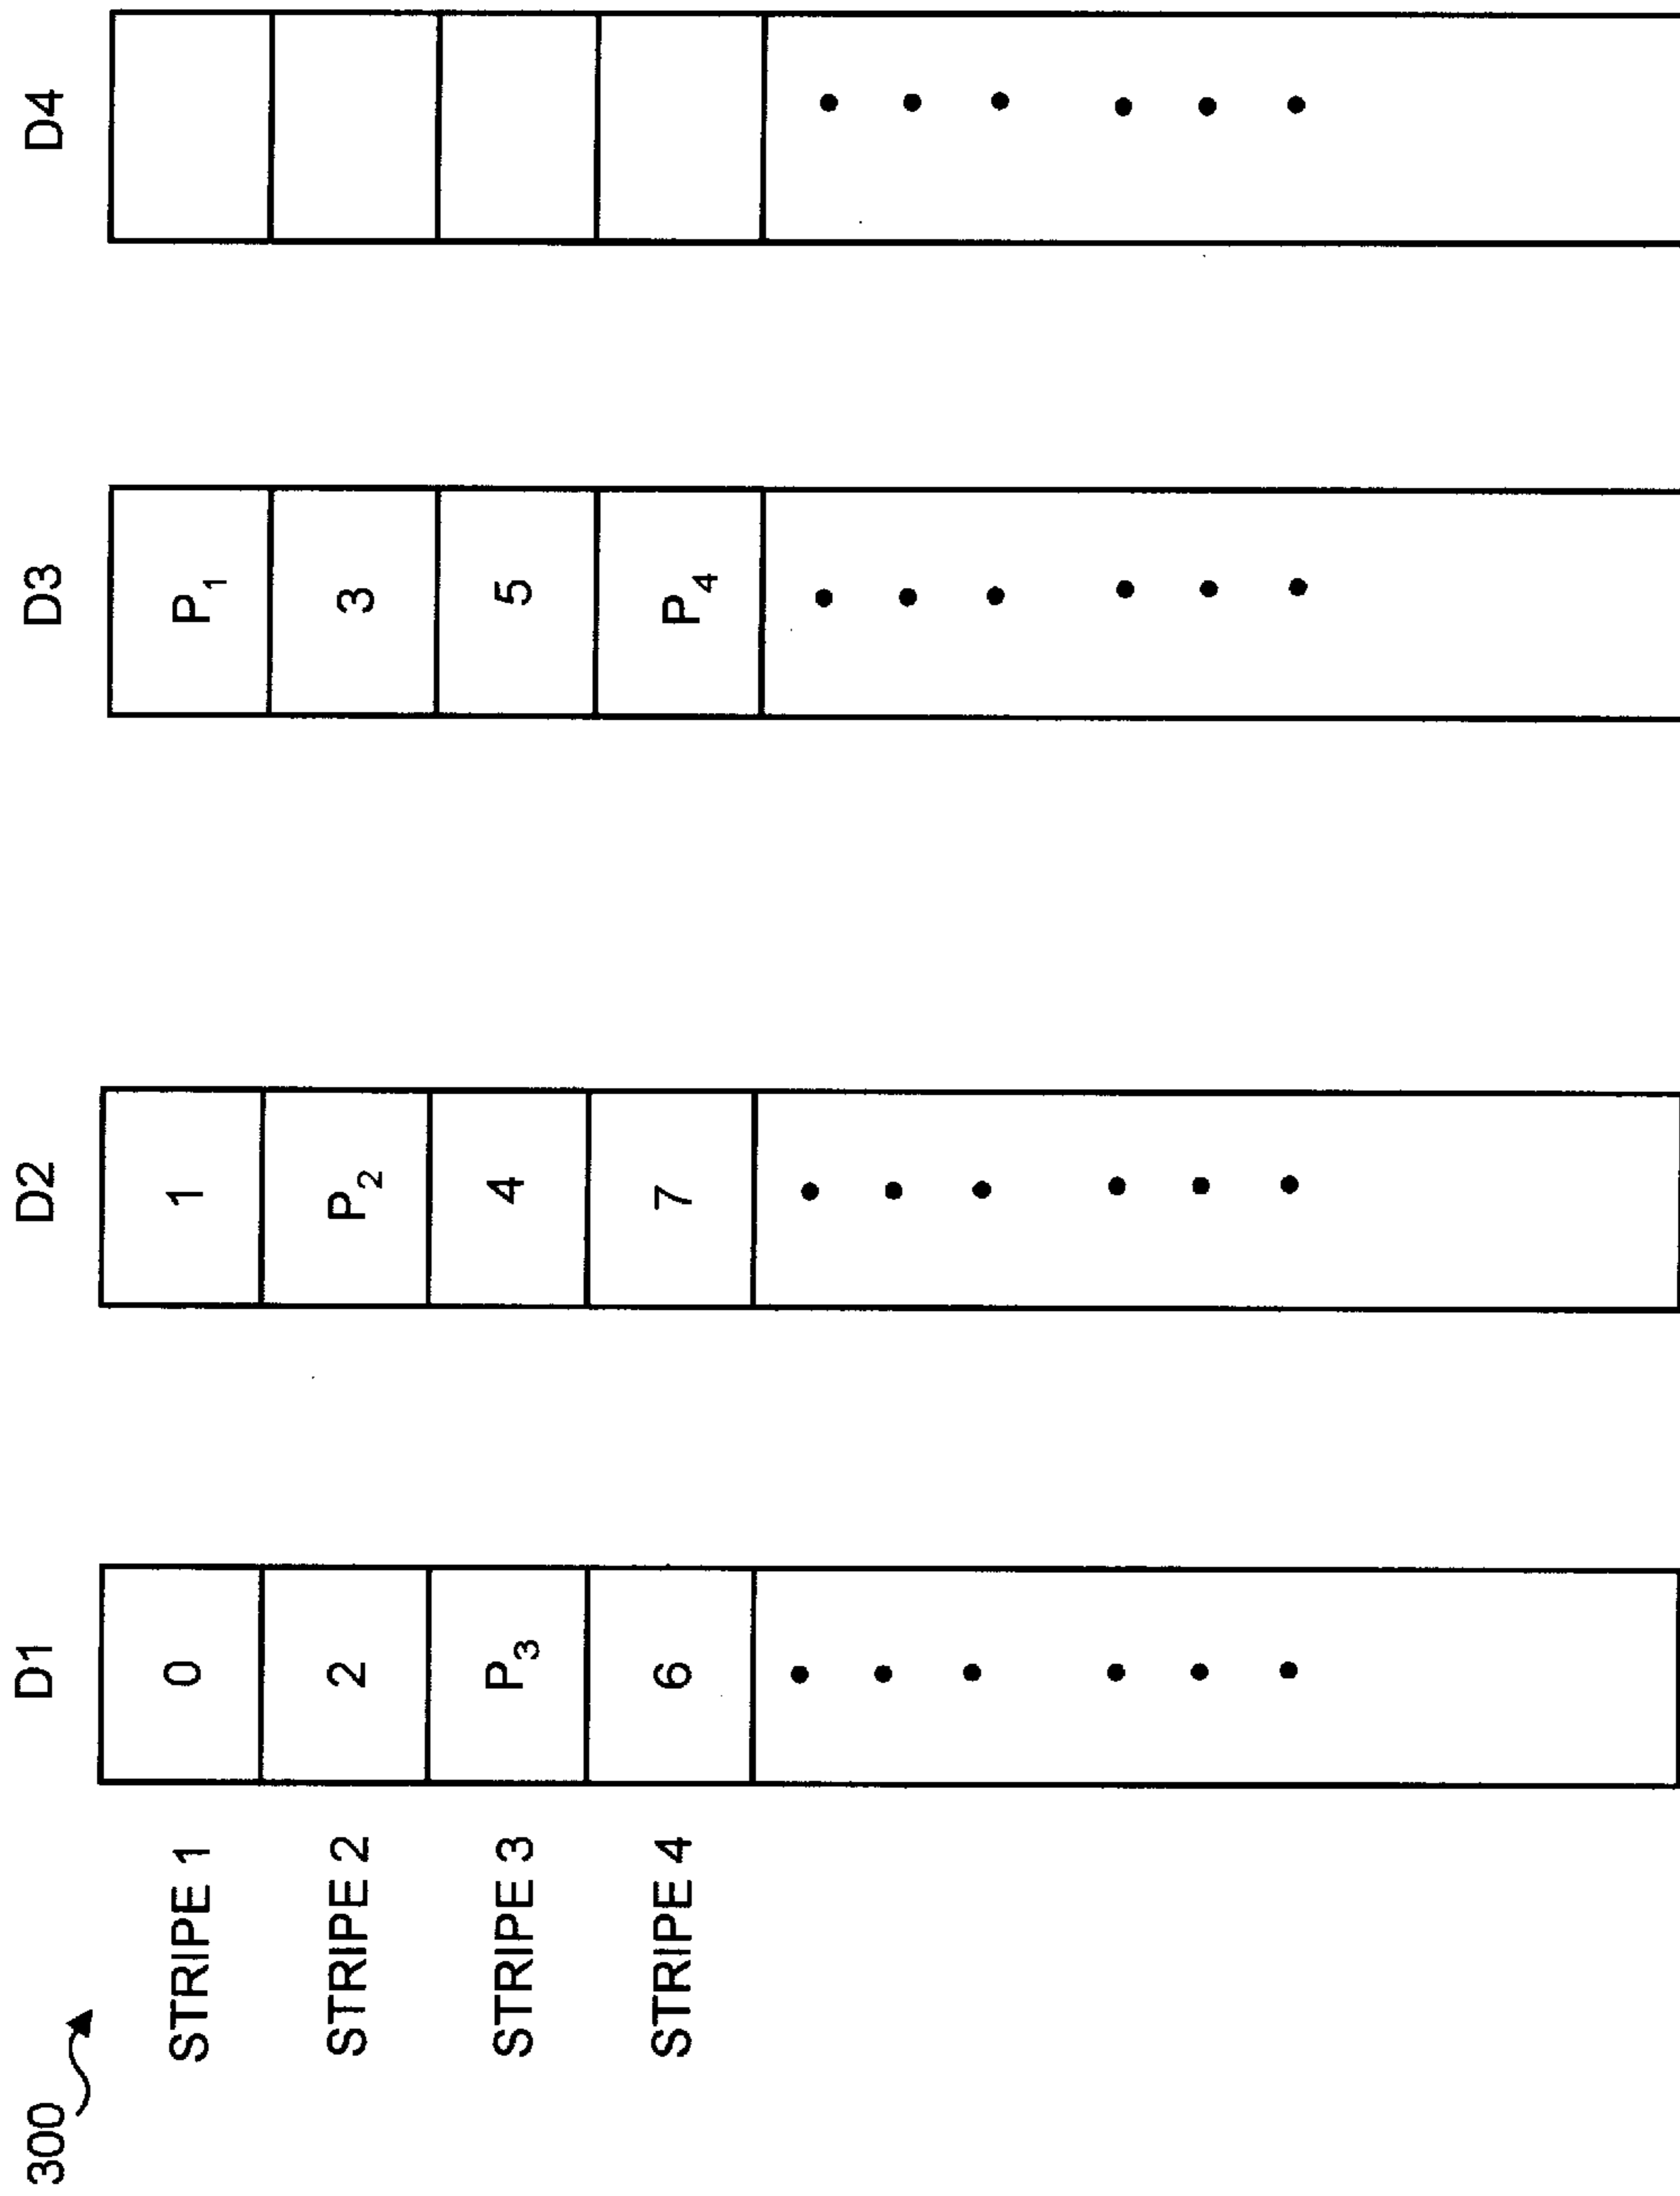 300
D1 D2 D3 D4
STRIPE 1 0 1 P₁
STRIPE 2 2 P₂ 3
STRIPE 3 P₃ 4 5
STRIPE 4 6 7 P₄